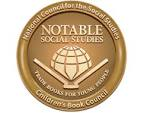 National Council for the Social Studies
NOTABLE
SOCIAL STUDIES
TRADE BOOKS FOR YOUNG PEOPLE
Children's Book Council